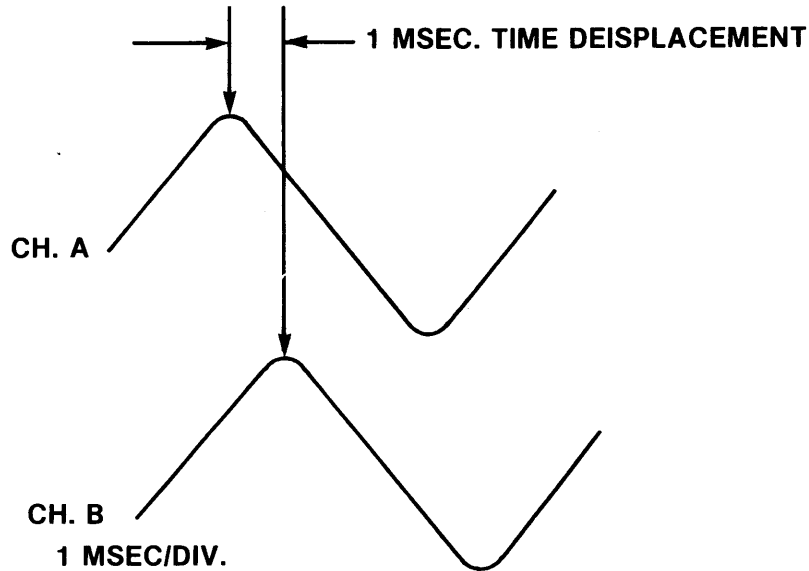 1 MSEC. TIME DEISPLACEMENT
CH. A
CH. B
1 MSEC/DIV.